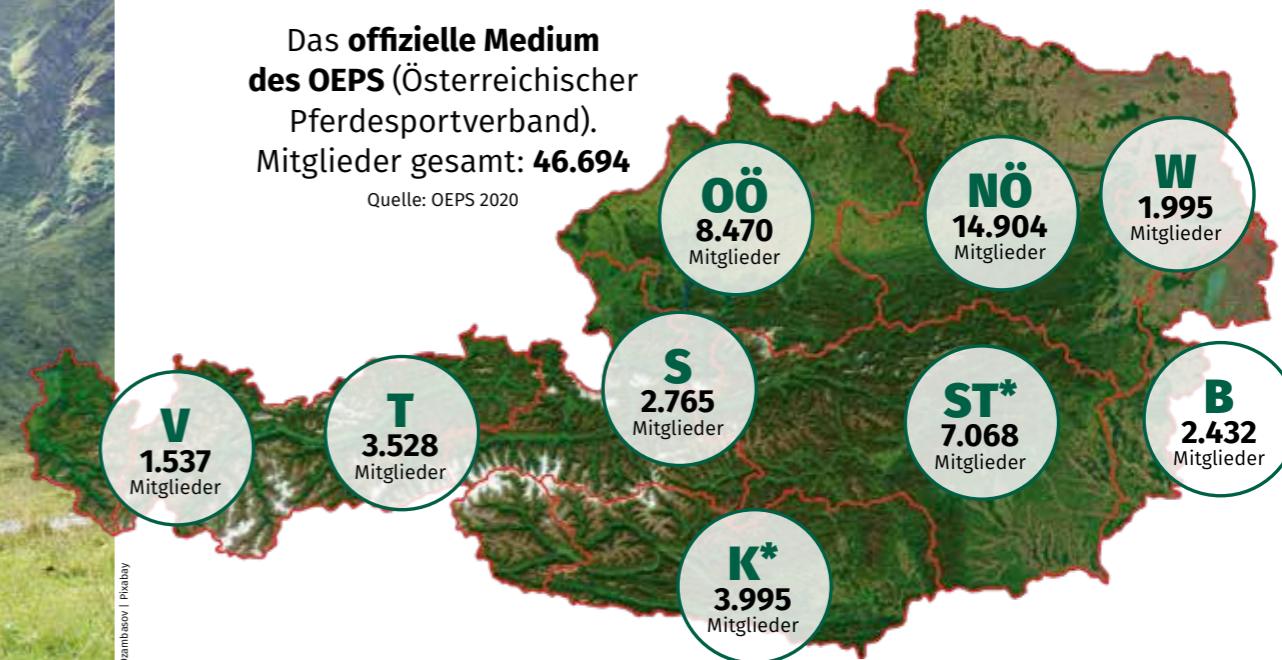 Das offizielle Medium
des OEPS (Österreichischer
Pferdesportverband).
Mitglieder gesamt: 46.694
Quelle: OEPS 2020
OÖ
8.470
Mitglieder
NÖ
14.904
Mitglieder
W
1.995
Mitglieder
S
2.765
Mitglieder
ST*
7.068
Mitglieder
B
2.432
Mitglieder
V
1.537
Mitglieder
T
3.528
Mitglieder
K*
3.995
Mitglieder
| Pixabay